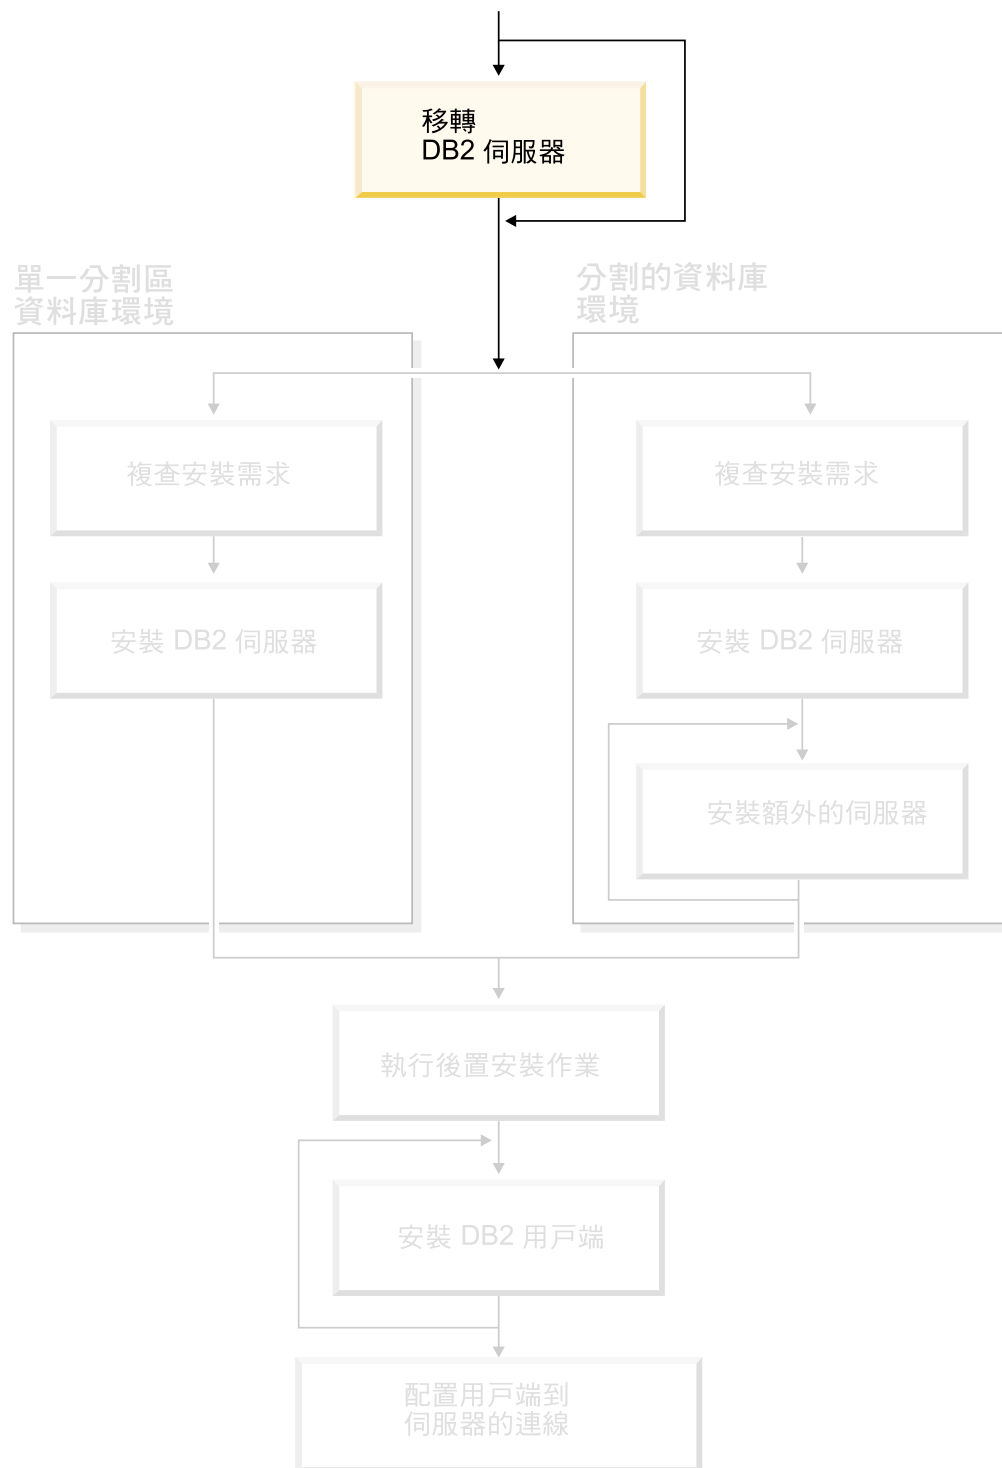 移轉
DB2 伺服器
單一分割區
資料庫環境
分割的資料庫
環境
複查安裝需求
複查安裝需求
安裝 DB2 伺服器
安裝 DB2 伺服器
安裝額外的伺服器
執行後置安裝作業
安裝 DB2 用戶端
配置用戶端到
伺服器的連線